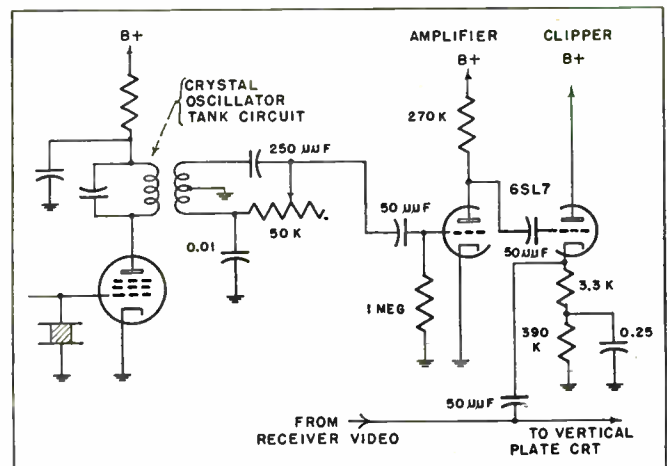 B+
AMPLIFIER
CLIPPER
B+
B+
CRYSTAL
OSCILLATOR
TANK CIRCUIT
270 K
250 µµF
6SL7
50 µµF
50 K
50 µµF
0.01
1 MEG
3.3 K
390
K
0.25
50 µµF
FROM
RECEIVER VIDEO
TO VERTICAL
PLATE CRT